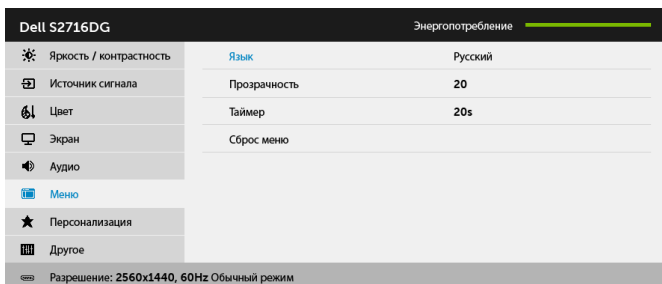 Dell S2716DG Энергопотребление
Яркость / контрастность Язык Русский
Источник сигнала Прозрачность 20
Цвет Таймер 20s
Экран Сброс меню
Аудио
Меню
Персонализация
Другое
Разрешение: 2560x1440, 60Hz Обычный режим